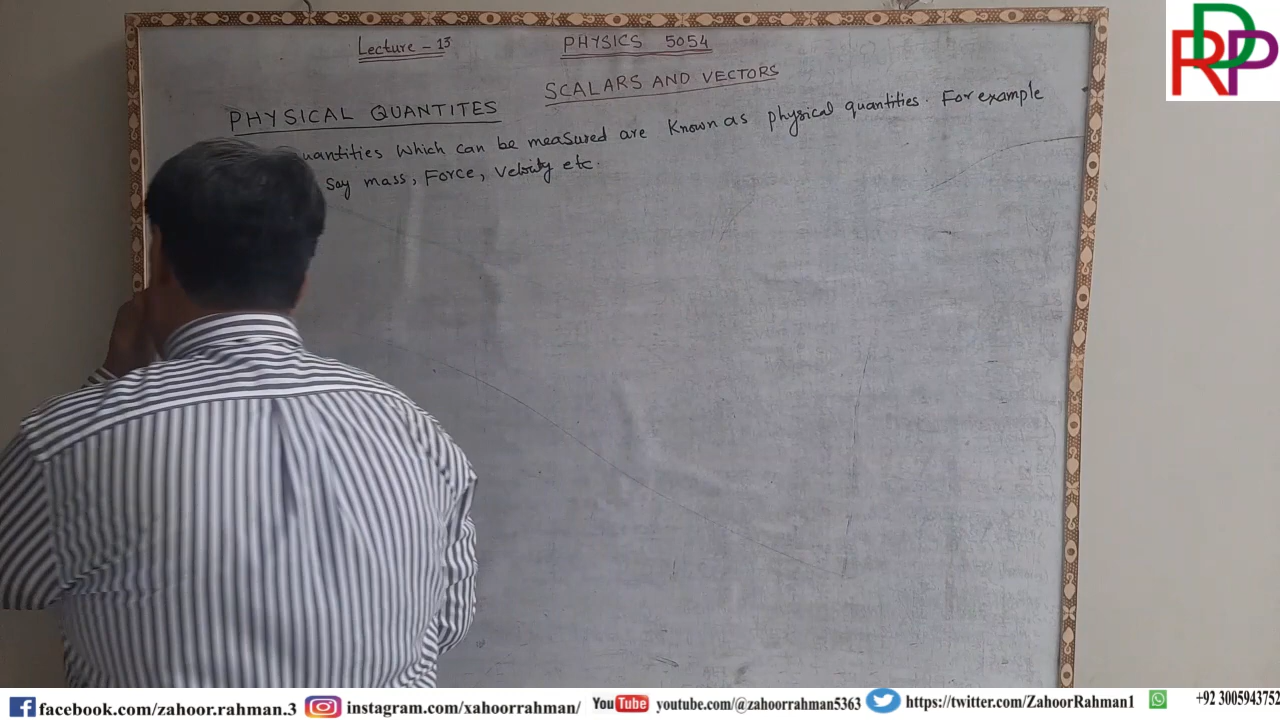 Lecture - 13
PHYSICS 5054
SCALARS AND VECTORS
PHYSICAL QUANTITES
uantities which can be measured are known as physical quantities. For example
say mass, Force, Velocity etc.
RDP
facebook.com/zahoor.rahman.3 instagram.com/xahoorrahman/ YouTube youtube.com/@zahoorrahman5363 https://twitter.com/ZahoorRahman1 +92 3005943752